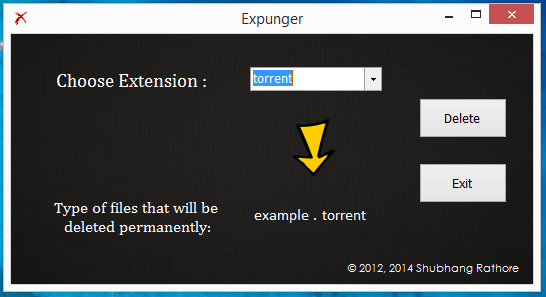 Expunger
Choose Extension :
torrent
Delete
Exit
Type of files that will be
deleted permanently:
example . torrent
© 2012, 2014 Shubhang Rathore